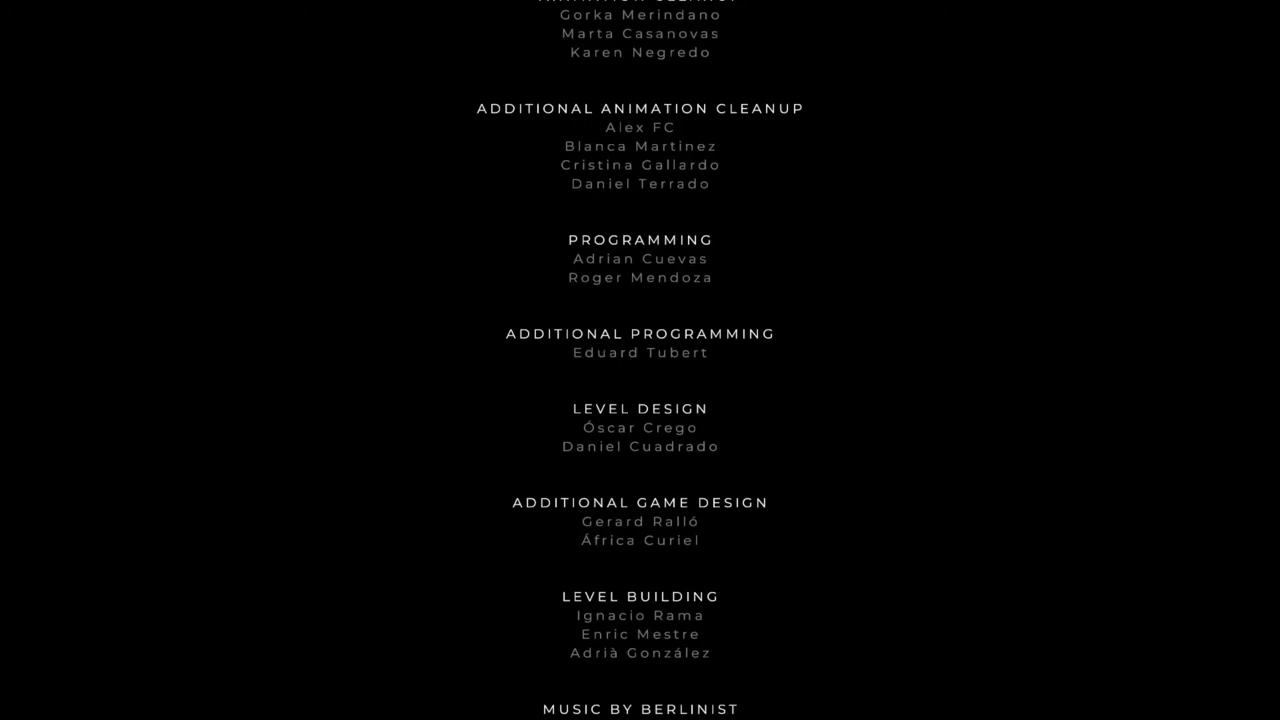 ANIMATION CLEANUP
Gorka Merindano
Marta Casanovas
Karen Negredo
ADDITIONAL ANIMATION CLEANUP
Alex FC
Blanca Martinez
Cristina Gallardo
Daniel Terrado
PROGRAMMING
Adrian Cuevas
Roger Mendoza
ADDITIONAL PROGRAMMING
Eduard Tubert
LEVEL DESIGN
Óscar Crego
Daniel Cuadrado
ADDITIONAL GAME DESIGN
Gerard Ralló
África Curiel
LEVEL BUILDING
Ignacio Rama
Enric Mestre
Adrià González
MUSIC BY BERLINIST